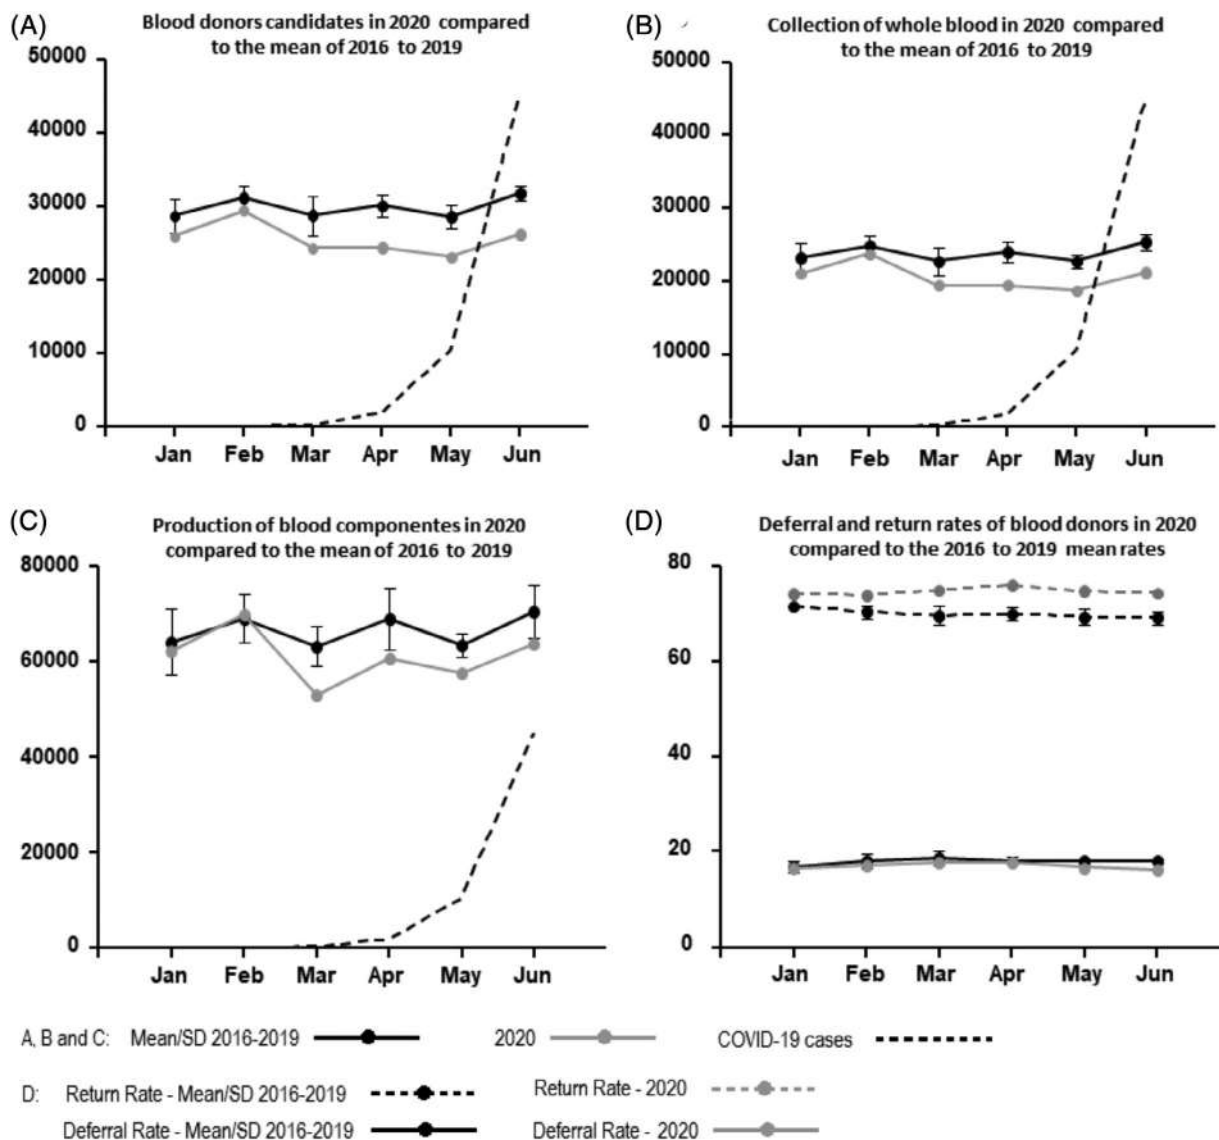 (A)
Blood donors candidates in 2020 compared
to the mean of 2016 to 2019
50000
40000
30000
20000
10000
0
Jan Feb Mar Apr May Jun
(B)
Collection of whole blood in 2020 compared
to the mean of 2016 to 2019
50000
40000
30000
20000
10000
0
Jan Feb Mar Apr May Jun
(C)
Production of blood componentes in 2020
compared to the mean of 2016 to 2019
80000
60000
40000
20000
0
Jan Feb Mar Apr May Jun
(D)
Deferral and return rates of blood donors in 2020
compared to the 2016 to 2019 mean rates
80
60
40
20
0
Jan Feb Mar Apr May Jun
A, B and C: Mean/SD 2016-2019 2020 COVID-19 cases
D: Return Rate - Mean/SD 2016-2019 Return Rate - 2020
Deferral Rate - Mean/SD 2016-2019 Deferral Rate - 2020